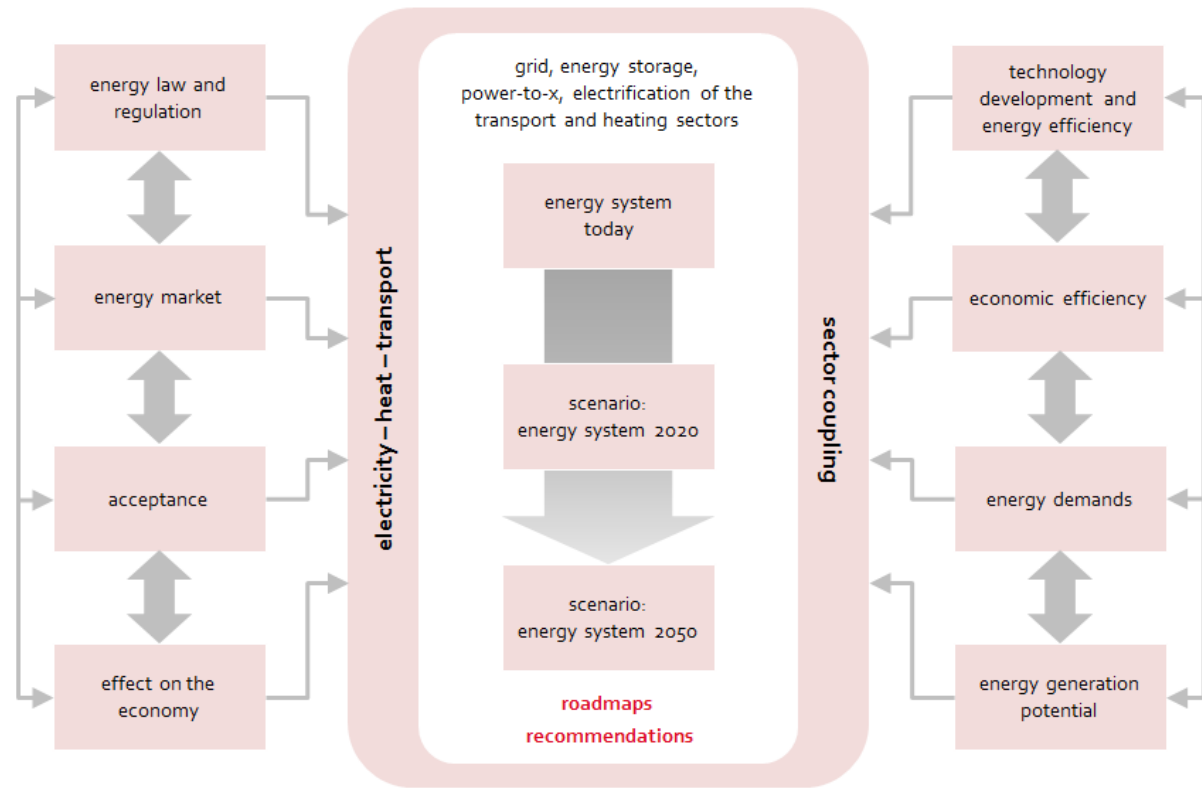 energy law and
regulation
energy market
acceptance
effect on the
economy
electricity – heat – transport
grid, energy storage,
power-to-x, electrification of the
transport and heating sectors
energy system
today
scenario:
energy system 2020
scenario:
energy system 2050
roadmaps
recommendations
sector coupling
technology
development and
energy efficiency
economic efficiency
energy demands
energy generation
potential